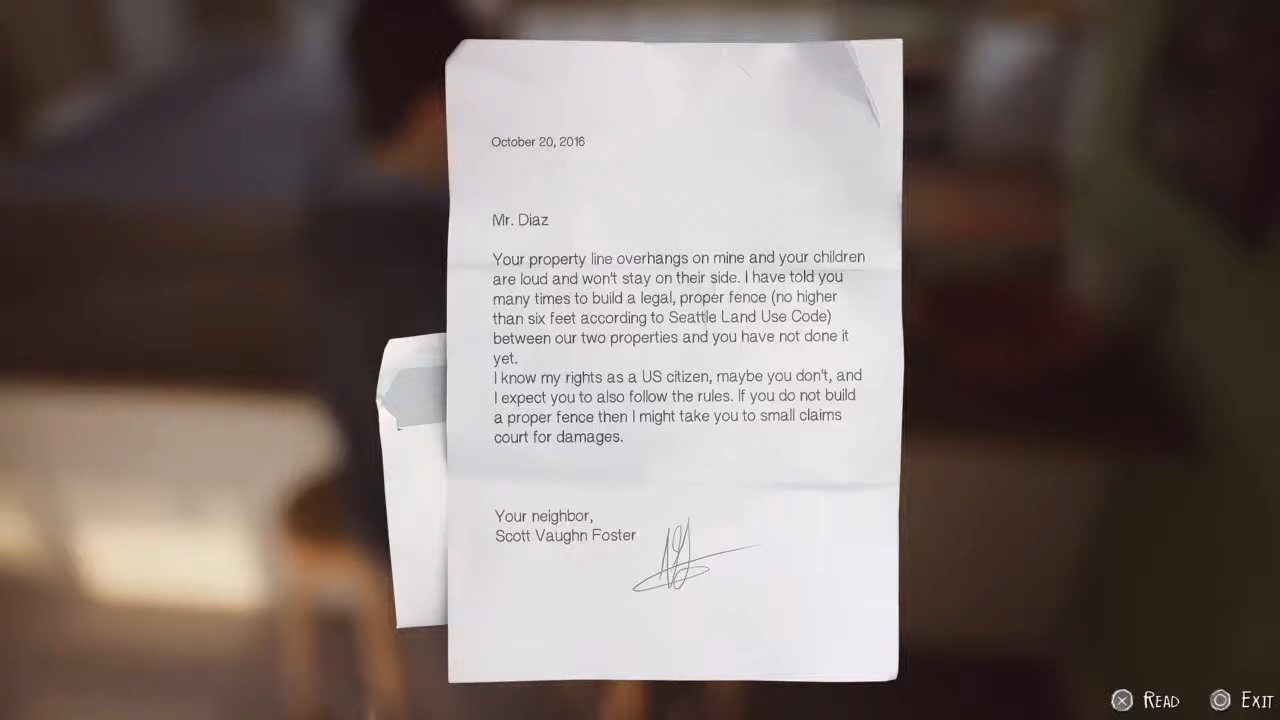 October 20, 2016
Mr. Diaz
Your property line overhangs on mine and your children
are loud and won't stay on their side. I have told you
many times to build a legal, proper fence (no higher
than six feet according to Seattle Land Use Code)
between our two properties and you have not done it
yet.
I know my rights as a US citizen, maybe you don't, and
I expect you to also follow the rules. If you do not build
a proper fence then I might take you to small claims
court for damages.
Your neighbor,
Scott Vaughn Foster
READ EXIT